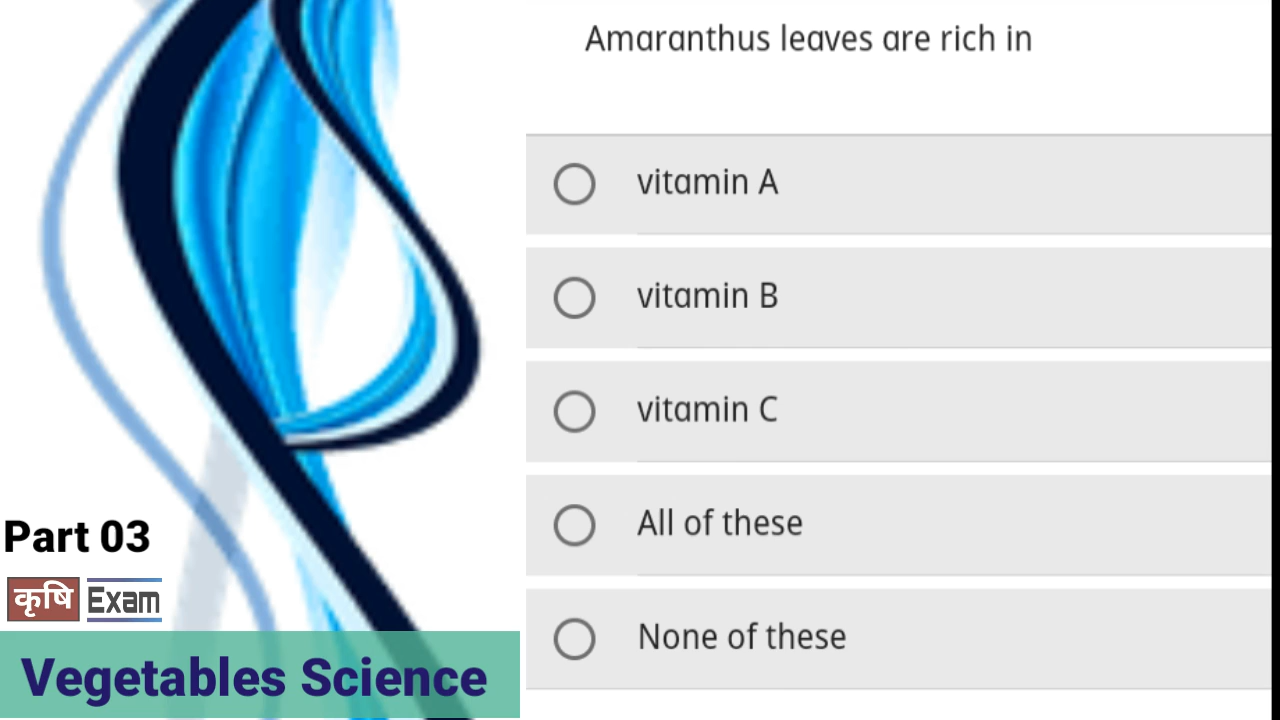 Amaranthus leaves are rich in
vitamin A
vitamin B
vitamin C
All of these
None of these
Part 03
कृषि Exam
Vegetables Science